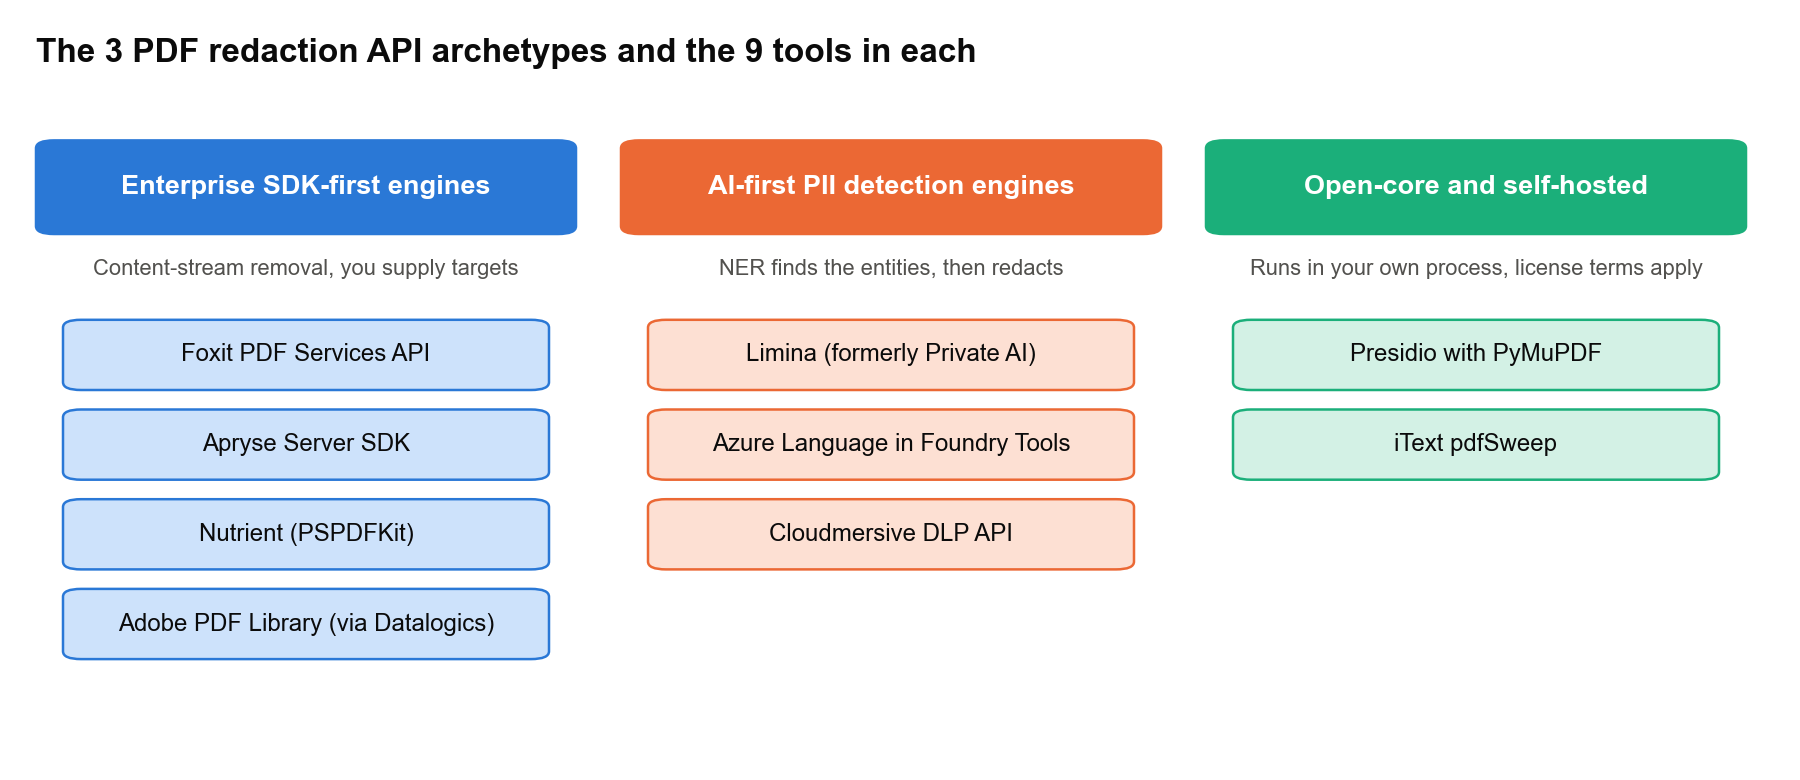 The 3 PDF redaction API archetypes and the 9 tools in each
Enterprise SDK-first engines
Content-stream removal, you supply targets
Foxit PDF Services API
Apryse Server SDK
Nutrient (PSPDFKit)
Adobe PDF Library (via Datalogics)
AI-first PII detection engines
NER finds the entities, then redacts
Limina (formerly Private AI)
Azure Language in Foundry Tools
Cloudmersive DLP API
Open-core and self-hosted
Runs in your own process, license terms apply
Presidio with PyMuPDF
iText pdfSweep